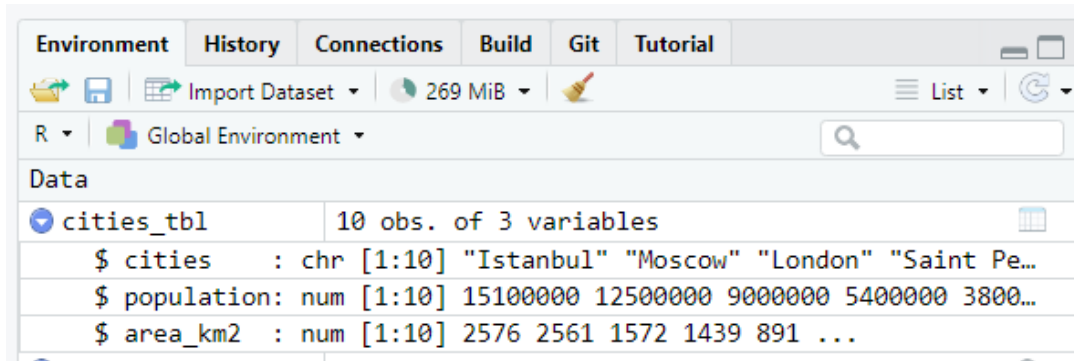 Environment History Connections Build Git Tutorial
Import Dataset 269 MiB List
R Global Environment
Data
cities_tbl 10 obs. of 3 variables
$ cities : chr [1:10] "Istanbul" "Moscow" "London" "Saint Pe…
$ population: num [1:10] 15100000 12500000 9000000 5400000 3800…
$ area_km2 : num [1:10] 2576 2561 1572 1439 891 ...